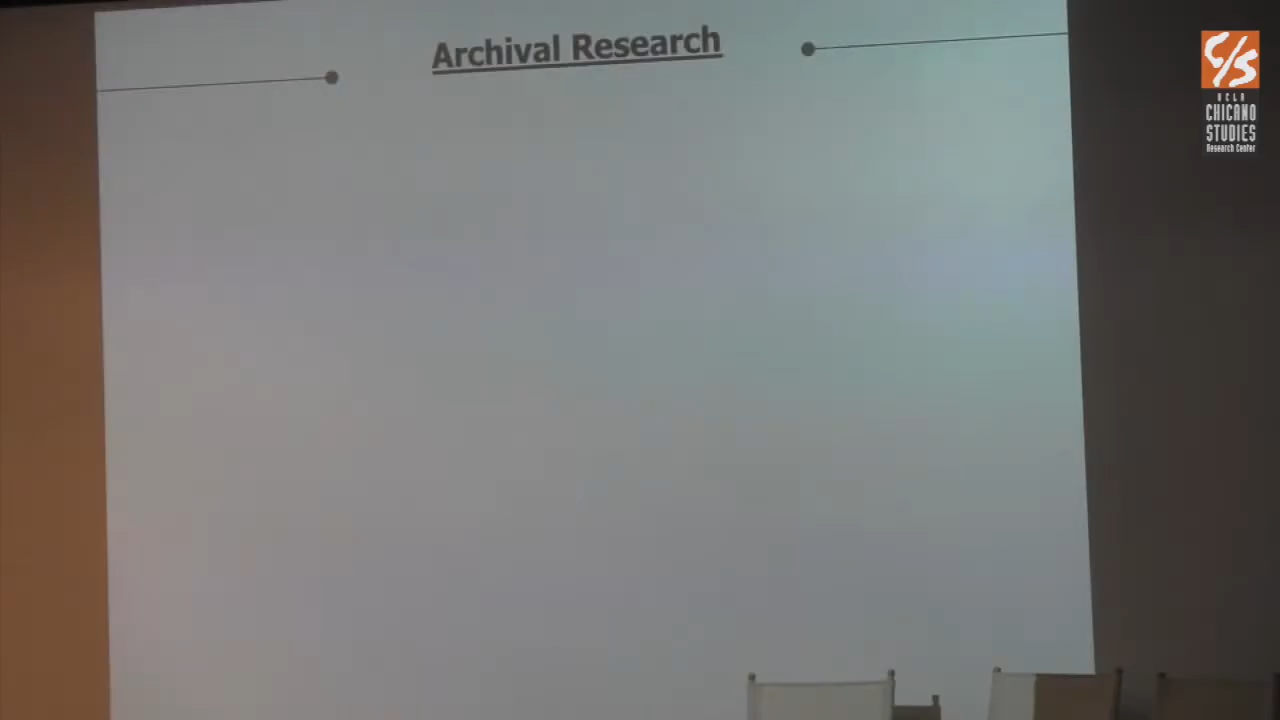 Archival Research
C/S
UCLA
CHICANO
STUDIES
Research Center